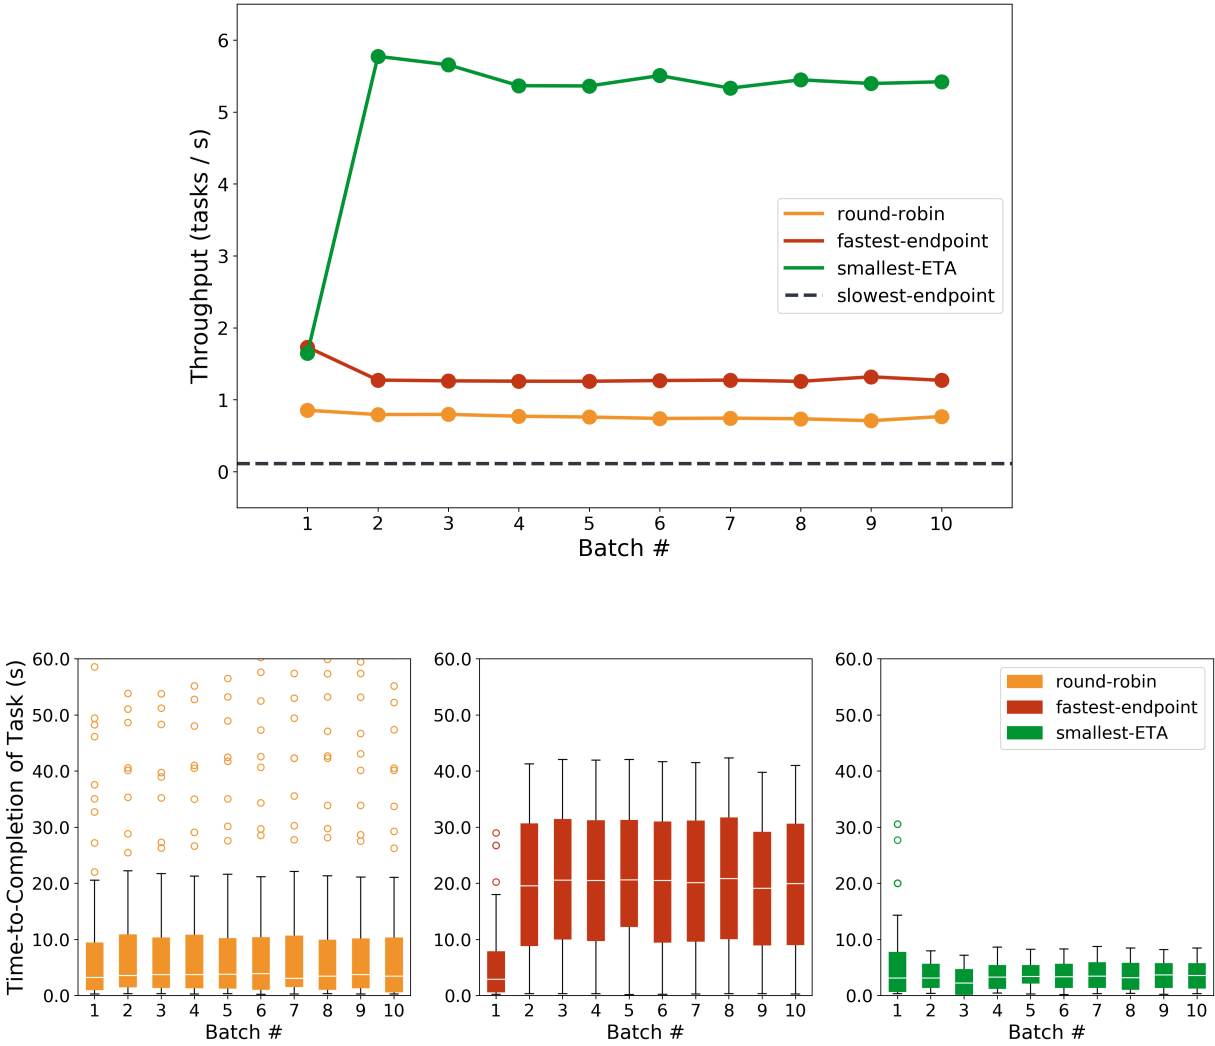 6
5
4
3
2
1
0
Throughput (tasks / s)
round-robin
fastest-endpoint
smallest-ETA
slowest-endpoint
1 2 3 4 5 6 7 8 9 10
Batch #
Time-to-Completion of Task (s)
60.0
50.0
40.0
30.0
20.0
10.0
0.0
1 2 3 4 5 6 7 8 9 10
Batch #
60.0
50.0
40.0
30.0
20.0
10.0
0.0
1 2 3 4 5 6 7 8 9 10
Batch #
60.0
50.0
40.0
30.0
20.0
10.0
0.0
round-robin
fastest-endpoint
smallest-ETA
1 2 3 4 5 6 7 8 9 10
Batch #